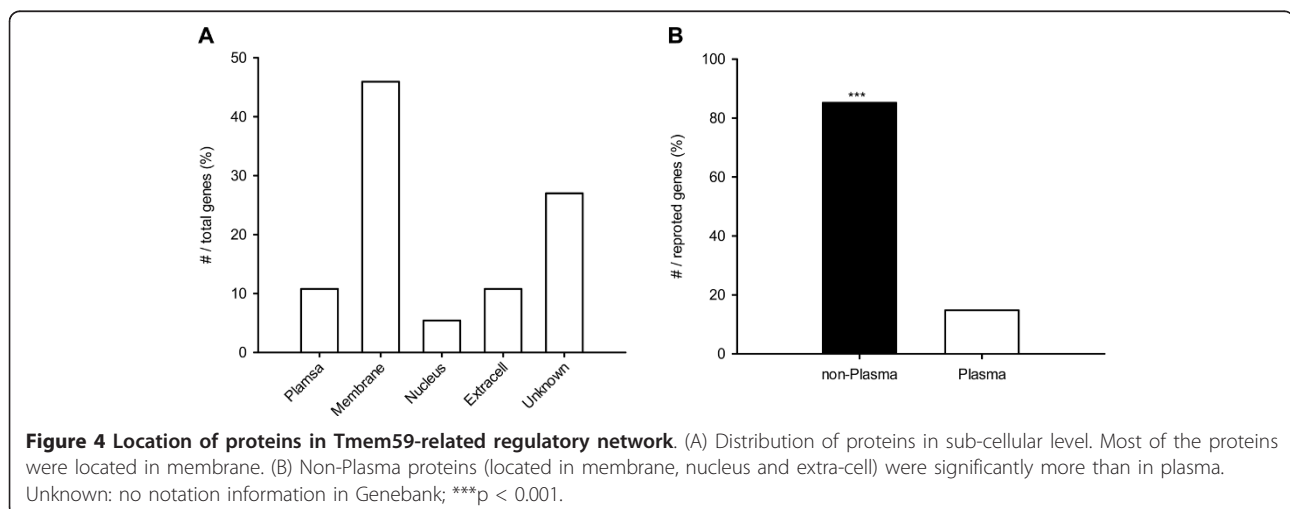 A
50
40
30
20
10
0
# / total genes (%)
Plamsa
Membrane
Nucleus
Extracell
Unknown
B
100
80
60
40
20
0
# / reproted genes (%)
***
non-Plasma
Plasma
Figure 4 Location of proteins in Tmem59-related regulatory network. (A) Distribution of proteins in sub-cellular level. Most of the proteins
were located in membrane. (B) Non-Plasma proteins (located in membrane, nucleus and extra-cell) were significantly more than in plasma.
Unknown: no notation information in Genebank; ***p < 0.001.